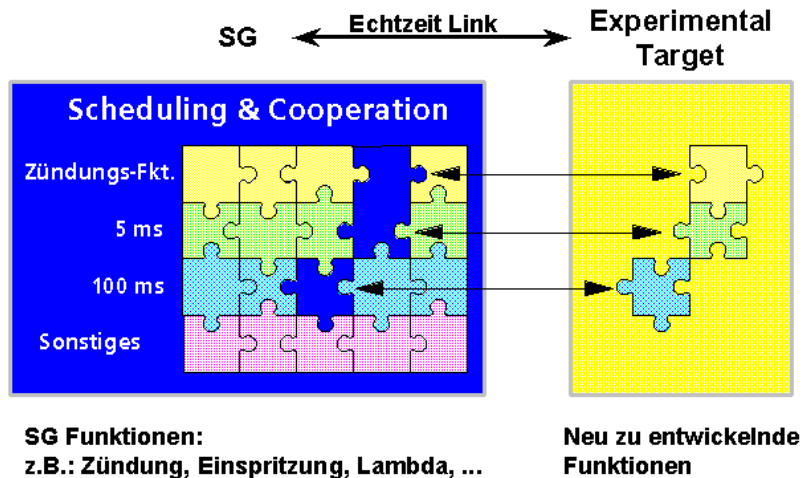 SG
Echtzeit Link
Experimental
Target
Scheduling & Cooperation
Zündungs-Fkt.
5 ms
100 ms
Sonstiges
SG Funktionen:
z.B.: Zündung, Einspritzung, Lambda, ...
Neu zu entwickelnde
Funktionen